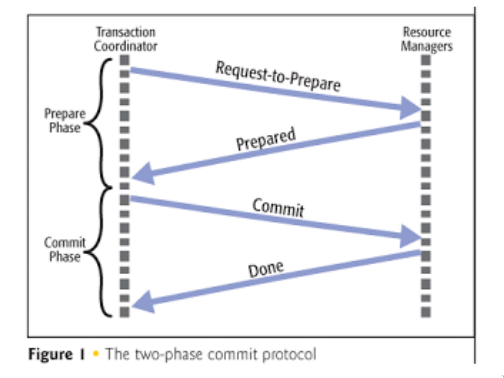 Transaction
Coordinator
Resource
Managers
Request-to-Prepare
Prepare
Phase
Prepared
Commit
Commit
Phase
Done
Figure 1 • The two-phase commit protocol